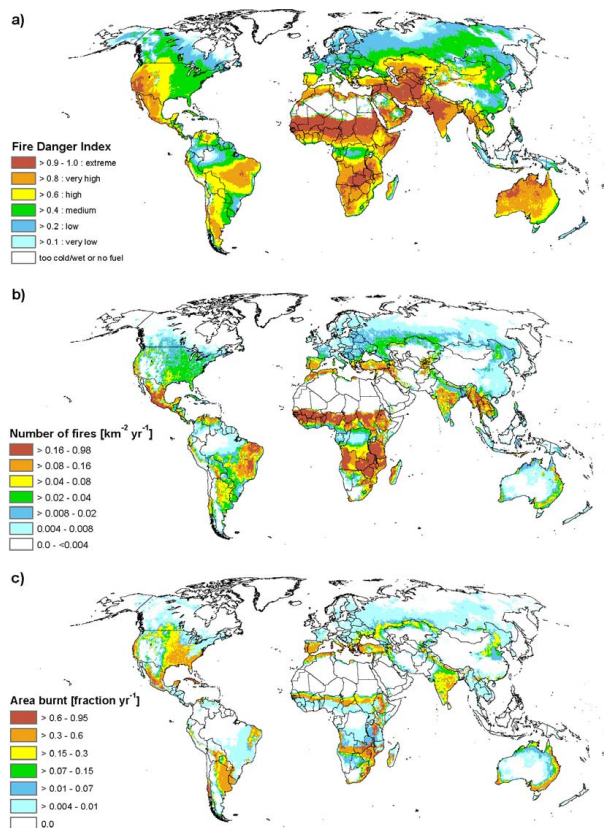 a)
Fire Danger Index
> 0.9 - 1.0 : extreme
> 0.8 : very high
> 0.6 : high
> 0.4 : medium
> 0.2 : low
> 0.1 : very low
too cold/wet or no fuel
b)
Number of fires [km⁻² yr⁻¹]
> 0.16 - 0.98
> 0.08 - 0.16
> 0.04 - 0.08
> 0.02 - 0.04
> 0.008 - 0.02
0.004 - 0.008
0.0 - <0.004
c)
Area burnt [fraction yr⁻¹]
> 0.6 - 0.95
> 0.3 - 0.6
> 0.15 - 0.3
> 0.07 - 0.15
> 0.01 - 0.07
> 0.004 - 0.01
0.0